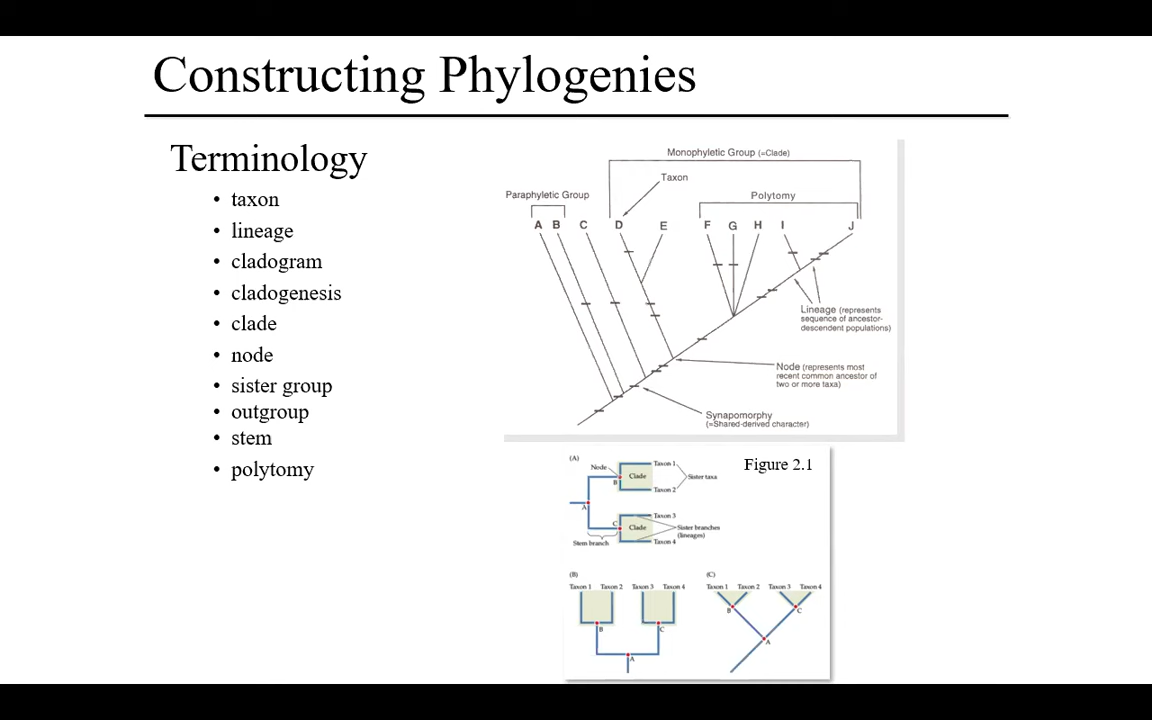 Constructing Phylogenies
Terminology
• taxon
• lineage
• cladogram
• cladogenesis
• clade
• node
• sister group
• outgroup
• stem
• polytomy
Monophyletic Group (=Clade)
Taxon
Paraphyletic Group
Polytomy
A B C D E F G H I J
Lineage (represents
sequence of ancestor-
descendent populations)
Node (represents most
recent common ancestor of
two or more taxa)
Synapomorphy
(=Shared-derived character)
Figure 2.1
(A)
Node
Taxon 1
B
Clade
Sister taxa
Taxon 2
A
Taxon 3
C
Clade
Sister branches
(lineages)
Stem branch
Taxon 4
(B)
Taxon 1 Taxon 2 Taxon 3 Taxon 4
B
C
A
(C)
Taxon 1 Taxon 2 Taxon 3 Taxon 4
B
C
A